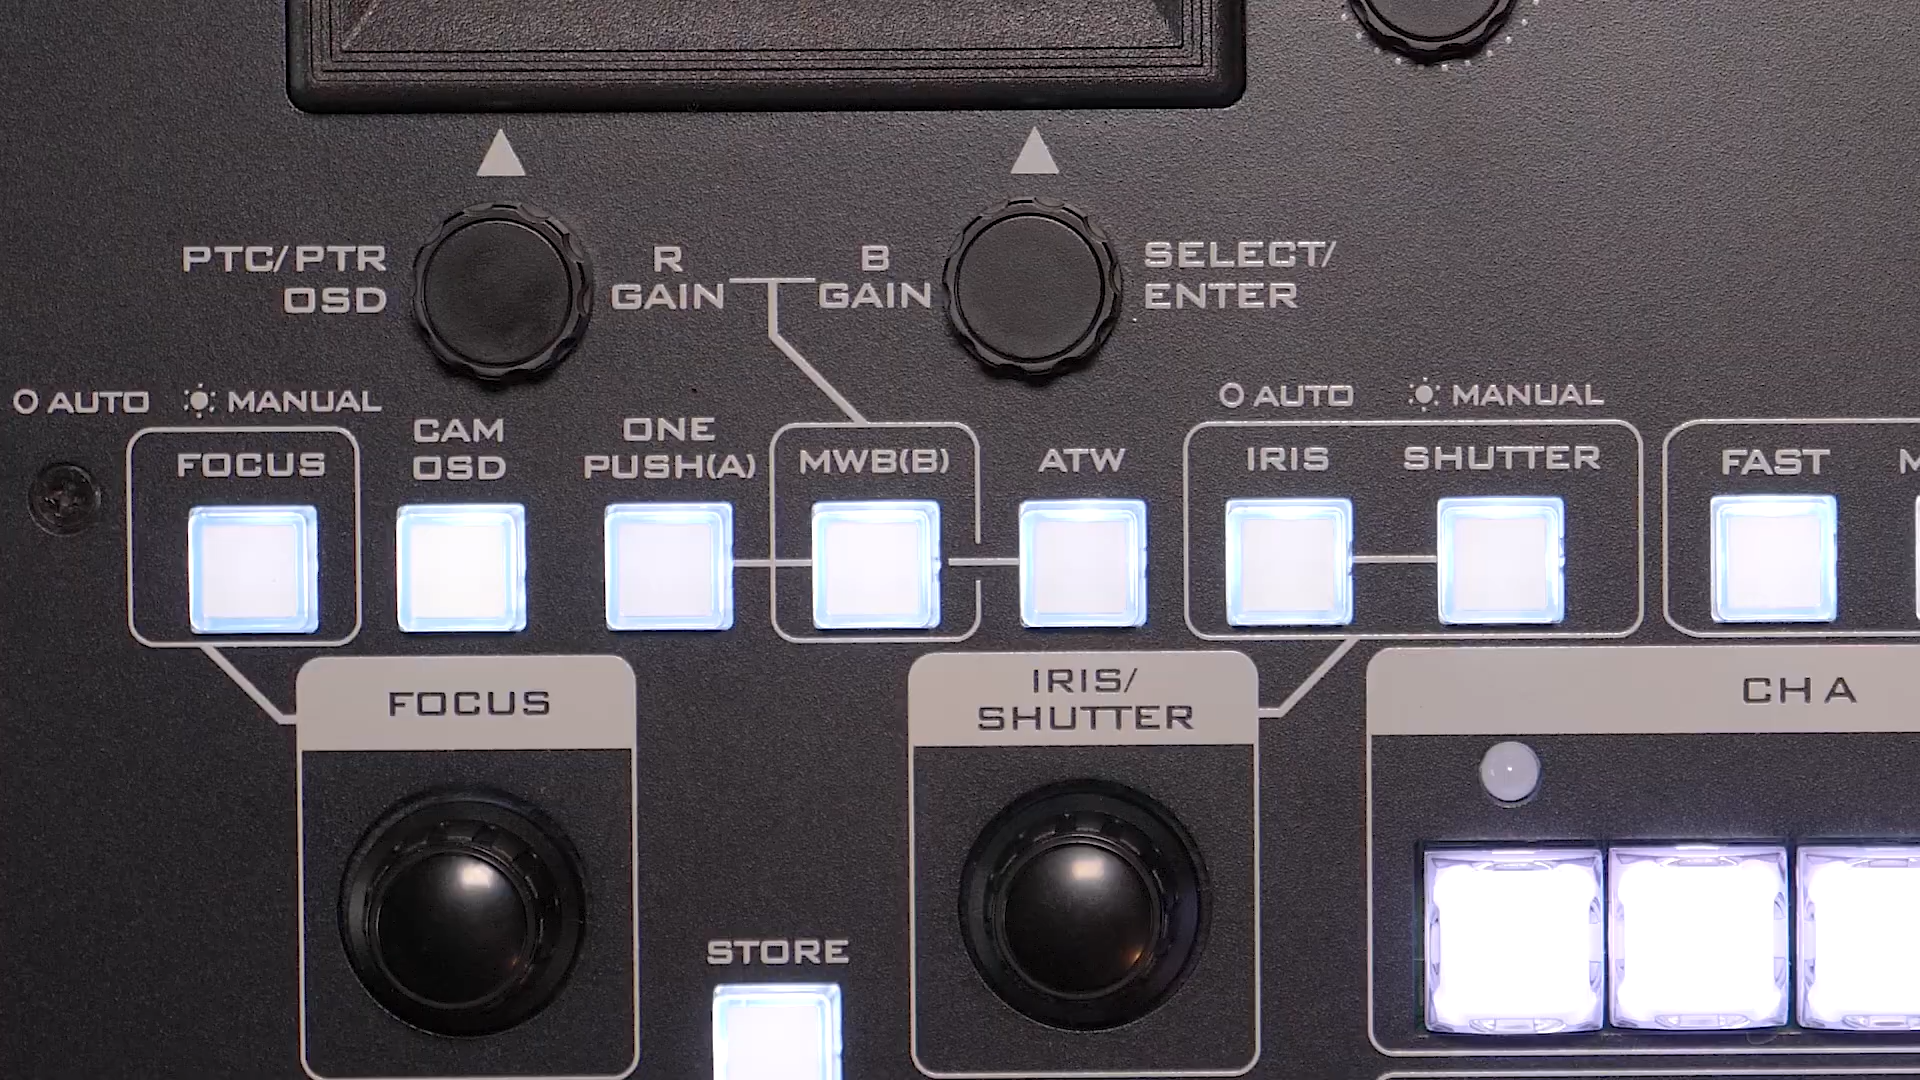 PTC/PTR
OSD
R
GAIN
B
GAIN
SELECT/
ENTER
AUTO MANUAL
AUTO MANUAL
FOCUS
CAM
OSD
ONE
PUSH(A)
MWB(B)
ATW
IRIS
SHUTTER
FAST
FOCUS
IRIS/
SHUTTER
CH A
STORE